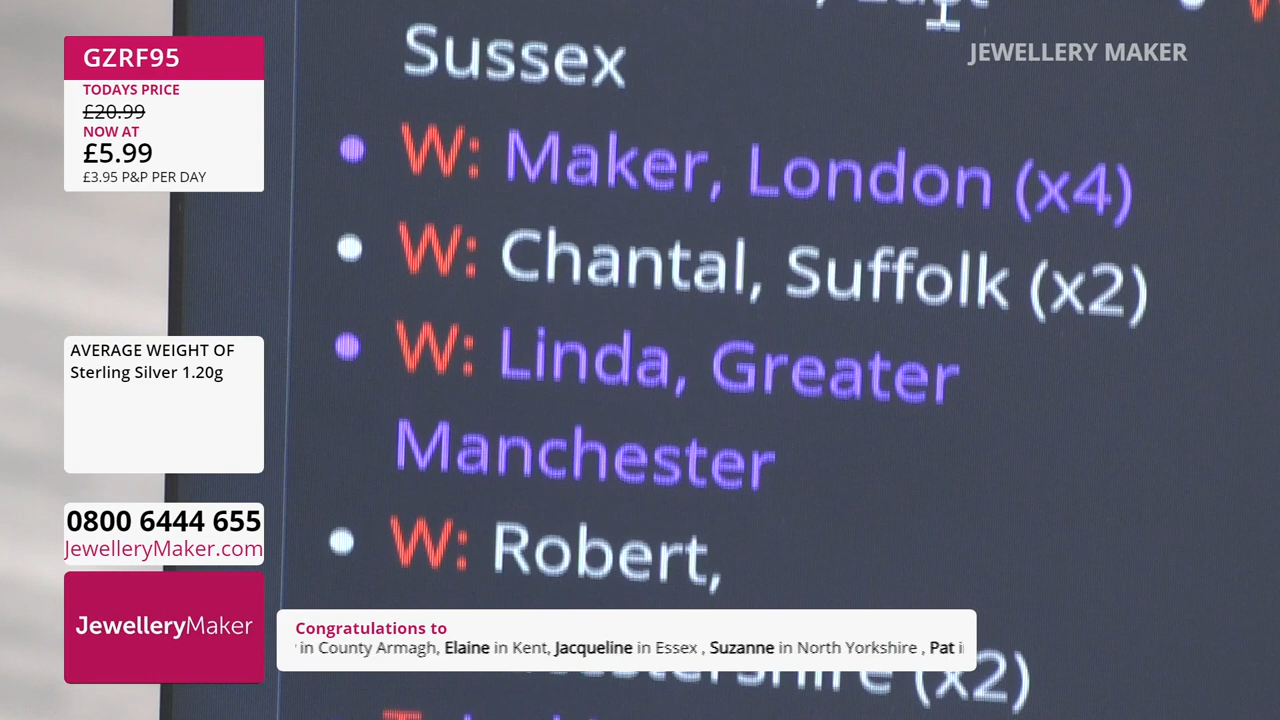 GZRF95
TODAYS PRICE
£20.99
NOW AT
£5.99
£3.95 P&P PER DAY
AVERAGE WEIGHT OF
Sterling Silver 1.20g
0800 6444 655
JewelleryMaker.com
JewelleryMaker
JEWELLERY MAKER
Sussex
W: Maker, London (x4)
W: Chantal, Suffolk (x2)
W: Linda, Greater
Manchester
W: Robert,
(x2)
Congratulations to
in County Armagh, Elaine in Kent, Jacqueline in Essex , Suzanne in North Yorkshire , Pat